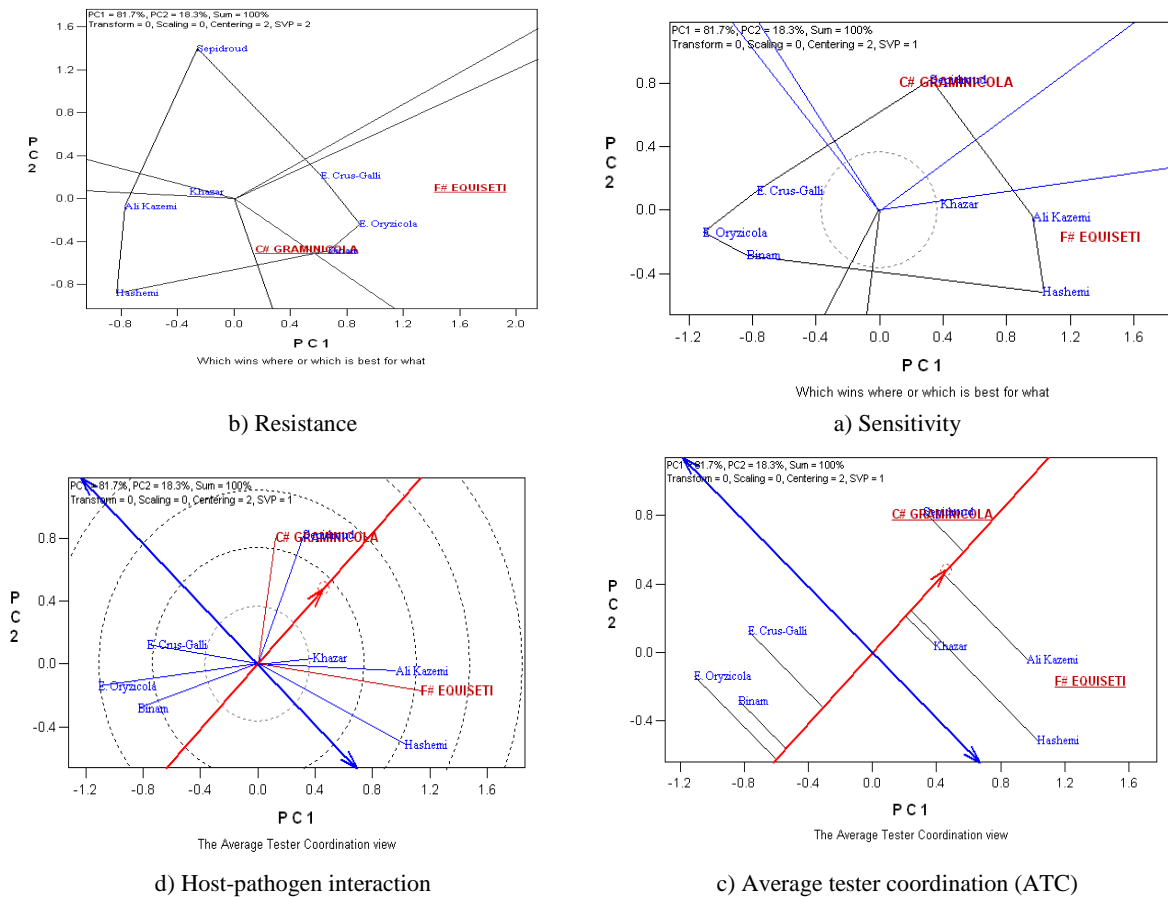 PC1 = 81.7%, PC2 = 18.3%, Sum = 100%
Transform = 0, Scaling = 0, Centering = 2, SVP = 2
1.6
1.2
0.8
0.4
0.0
-0.4
-0.8
PC2
Sepidroud
E. Crus-Galli
F# EQUISETI
Khazar
Ali Kazemi
E. Oryzicola
C# GRAMINICOLA
Hashemi
-0.8 -0.4 0.0 0.4 0.8 1.2 1.6 2.0
PC1
Which wins where or which is best for what
b) Resistance
PC1 = 81.7%, PC2 = 18.3%, Sum = 100%
Transform = 0, Scaling = 0, Centering = 2, SVP = 1
0.8
0.4
0.0
-0.4
PC2
C# GRAMINICOLA
Sepidroud
E. Crus-Galli
Khazar
Ali Kazemi
E. Oryzicola
F# EQUISETI
Binam
Hashemi
-1.2 -0.8 -0.4 0.0 0.4 0.8 1.2 1.6
PC1
Which wins where or which is best for what
a) Sensitivity
PC1 = 81.7%, PC2 = 18.3%, Sum = 100%
Transform = 0, Scaling = 0, Centering = 2, SVP = 1
0.8
0.4
0.0
-0.4
PC2
C# GRAMINICOLA
Sepidroud
E. Crus-Galli
Khazar
Ali Kazemi
E. Oryzicola
F# EQUISETI
Binam
Hashemi
-1.2 -0.8 -0.4 0.0 0.4 0.8 1.2 1.6
PC1
The Average Tester Coordination view
d) Host-pathogen interaction
PC1 = 81.7%, PC2 = 18.3%, Sum = 100%
Transform = 0, Scaling = 0, Centering = 2, SVP = 1
0.8
0.4
0.0
-0.4
PC2
C# GRAMINICOLA
Sepidroud
E. Crus-Galli
Khazar
Ali Kazemi
E. Oryzicola
F# EQUISETI
Binam
Hashemi
-1.2 -0.8 -0.4 0.0 0.4 0.8 1.2 1.6
PC1
The Average Tester Coordination view
c) Average tester coordination (ATC)